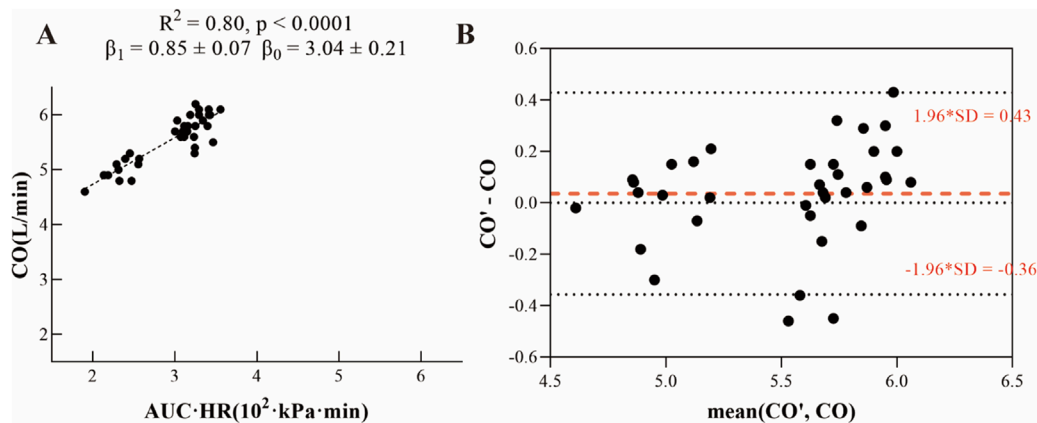 A
R² = 0.80, p < 0.0001
β₁ = 0.85 ± 0.07 β₀ = 3.04 ± 0.21
CO(L/min)
6
5
4
3
2
2 3 4 5 6
AUC·HR(10²·kPa·min)
B
CO' - CO
0.6
0.4
0.2
0.0
-0.2
-0.4
-0.6
1.96*SD = 0.43
-1.96*SD = -0.36
4.5 5.0 5.5 6.0 6.5
mean(CO', CO)